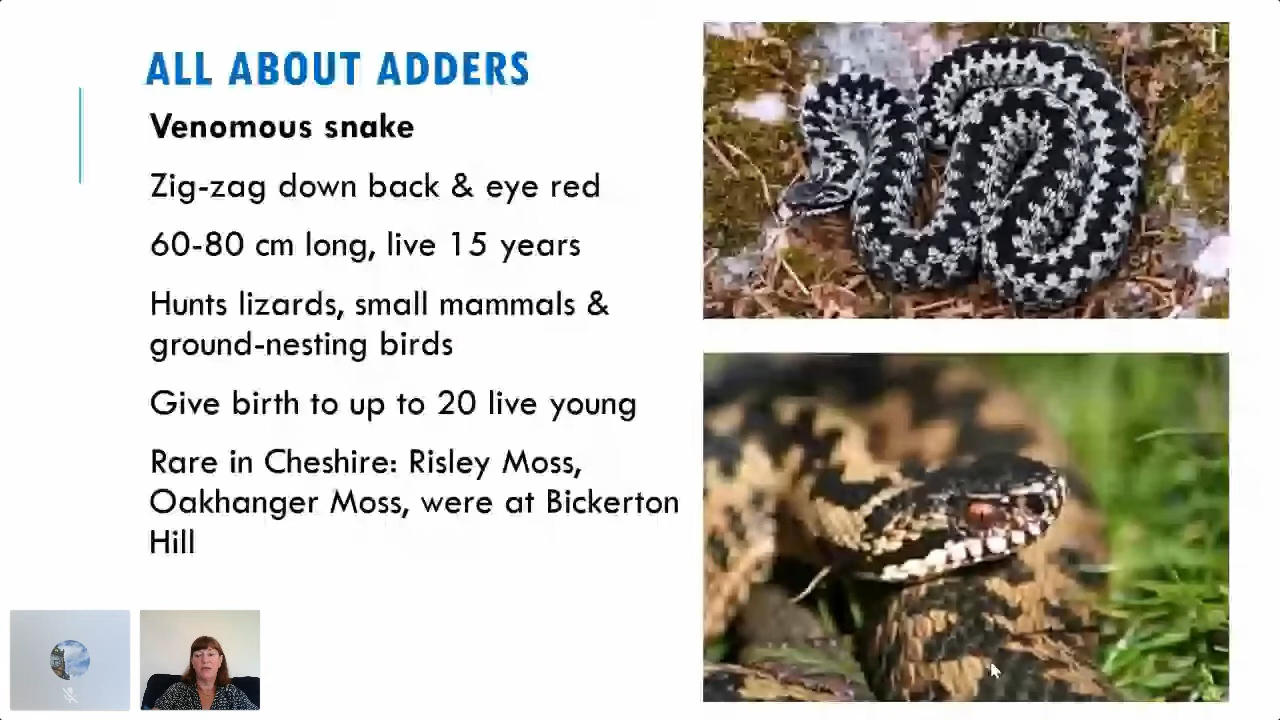 ALL ABOUT ADDERS
Venomous snake
Zig-zag down back & eye red
60-80 cm long, live 15 years
Hunts lizards, small mammals &
ground-nesting birds
Give birth to up to 20 live young
Rare in Cheshire: Risley Moss,
Oakhanger Moss, were at Bickerton
Hill